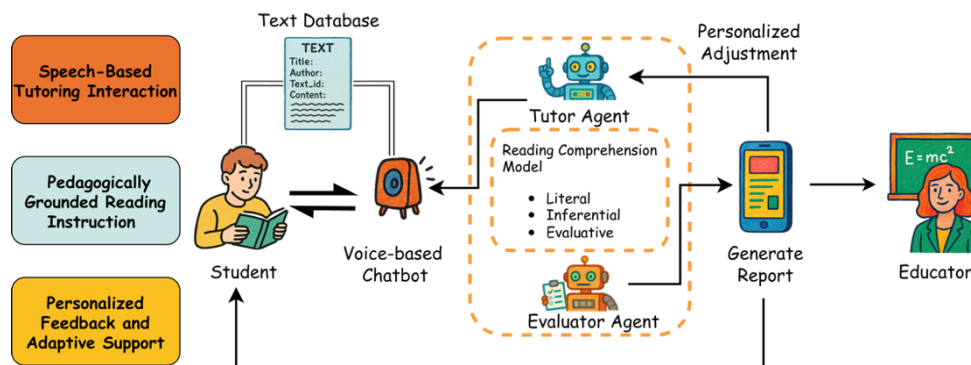 Speech-Based
Tutoring Interaction
Pedagogically
Grounded Reading
Instruction
Personalized
Feedback and
Adaptive Support
Text Database
TEXT
Title:
Author:
Text_id:
Content:
Student
Voice-based
Chatbot
Tutor Agent
Reading Comprehension
Model
• Literal
• Inferential
• Evaluative
Evaluator Agent
Personalized
Adjustment
Generate
Report
E=mc²
Educator